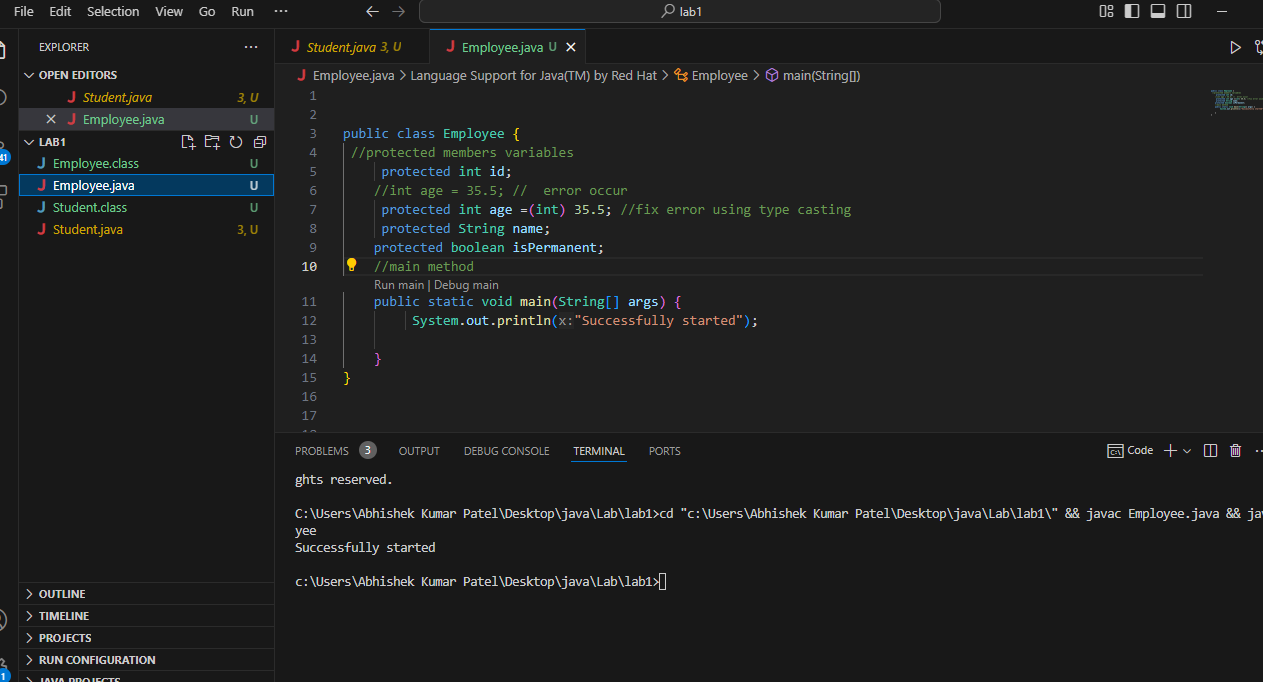 File Edit Selection View Go Run ···
lab1
EXPLORER ···
OPEN EDITORS
Student.java 3, U
Employee.java U
LAB1
Employee.class U
Employee.java U
Student.class U
Student.java 3, U
OUTLINE
TIMELINE
PROJECTS
RUN CONFIGURATION
JAVA PROJECTS
41
1
Student.java 3, U Employee.java U
Employee.java > Language Support for Java(TM) by Red Hat > Employee > main(String[])
1
2
3 public class Employee {
4 //protected members variables
5 protected int id;
6 //int age = 35.5; // error occur
7 protected int age =(int) 35.5; //fix error using type casting
8 protected String name;
9 protected boolean isPermanent;
10 //main method
Run main | Debug main
11 public static void main(String[] args) {
12 System.out.println(x:"Successfully started");
13
14 }
15 }
16
17
PROBLEMS 3 OUTPUT DEBUG CONSOLE TERMINAL PORTS Code
ghts reserved.
C:\Users\Abhishek Kumar Patel\Desktop\java\Lab\lab1>cd "c:\Users\Abhishek Kumar Patel\Desktop\java\Lab\lab1\" && javac Employee.java && jav
yee
Successfully started
c:\Users\Abhishek Kumar Patel\Desktop\java\Lab\lab1>